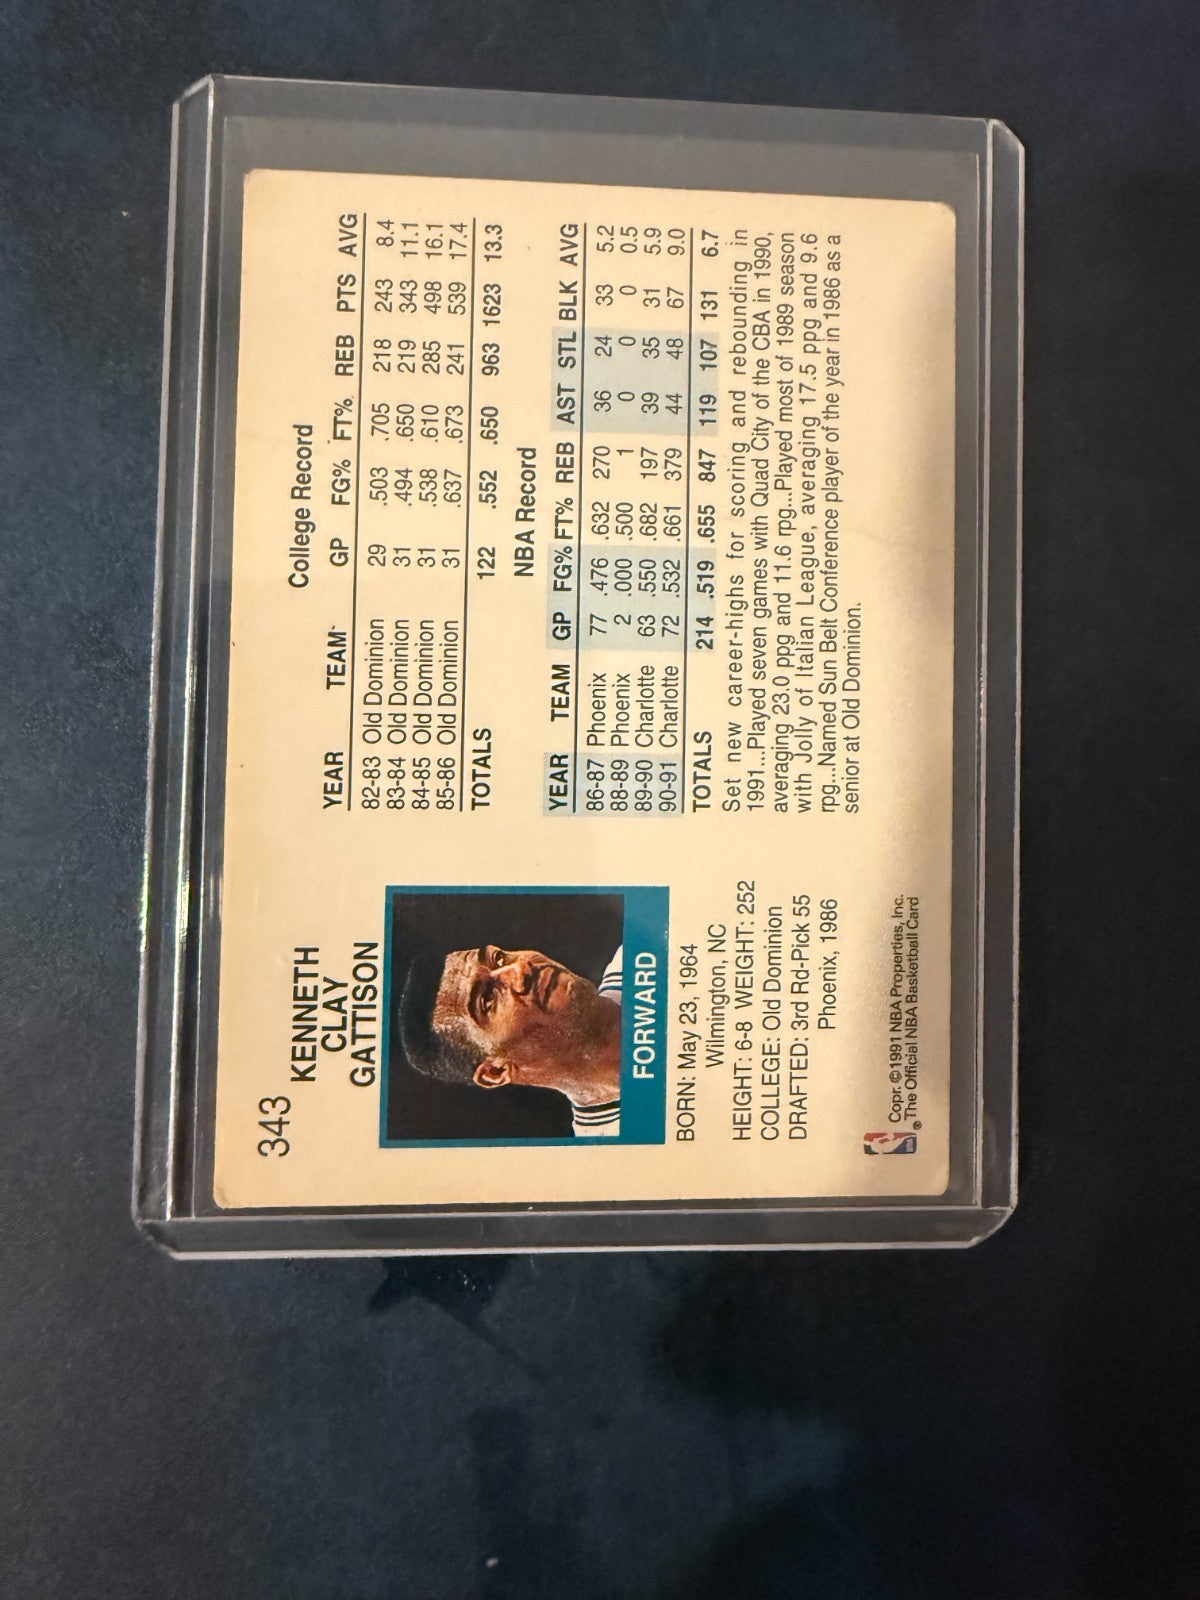 343
KENNETH
CLAY
GATTISON
FORWARD
BORN: May 23, 1964
Wilmington, NC
HEIGHT: 6-8 WEIGHT: 252
COLLEGE: Old Dominion
DRAFTED: 3rd Rd-Pick 55
Phoenix, 1986
Copr. ©1991 NBA Properties, Inc.
® The Official NBA Basketball Card
College Record
YEAR TEAM GP FG% FT% REB PTS AVG
82-83 Old Dominion 29 .503 .705 218 243 8.4
83-84 Old Dominion 31 .494 .650 219 343 11.1
84-85 Old Dominion 31 .538 .610 285 498 16.1
85-86 Old Dominion 31 .637 .673 241 539 17.4
TOTALS 122 .552 .650 963 1623 13.3
NBA Record
YEAR TEAM GP FG% FT% REB AST STL BLK AVG
86-87 Phoenix 77 .476 .632 270 36 24 33 5.2
88-89 Phoenix 2 .000 .500 1 0 0 0 0.5
89-90 Charlotte 63 .550 .682 197 39 35 31 5.9
90-91 Charlotte 72 .532 .661 379 44 48 67 9.0
TOTALS 214 .519 .655 847 119 107 131 6.7
Set new career-highs for scoring and rebounding in
1991...Played seven games with Quad City of the CBA in 1990,
averaging 23.0 ppg and 11.6 rpg...Played most of 1989 season
with Jolly of Italian League, averaging 17.5 ppg and 9.6
rpg...Named Sun Belt Conference player of the year in 1986 as a
senior at Old Dominion.